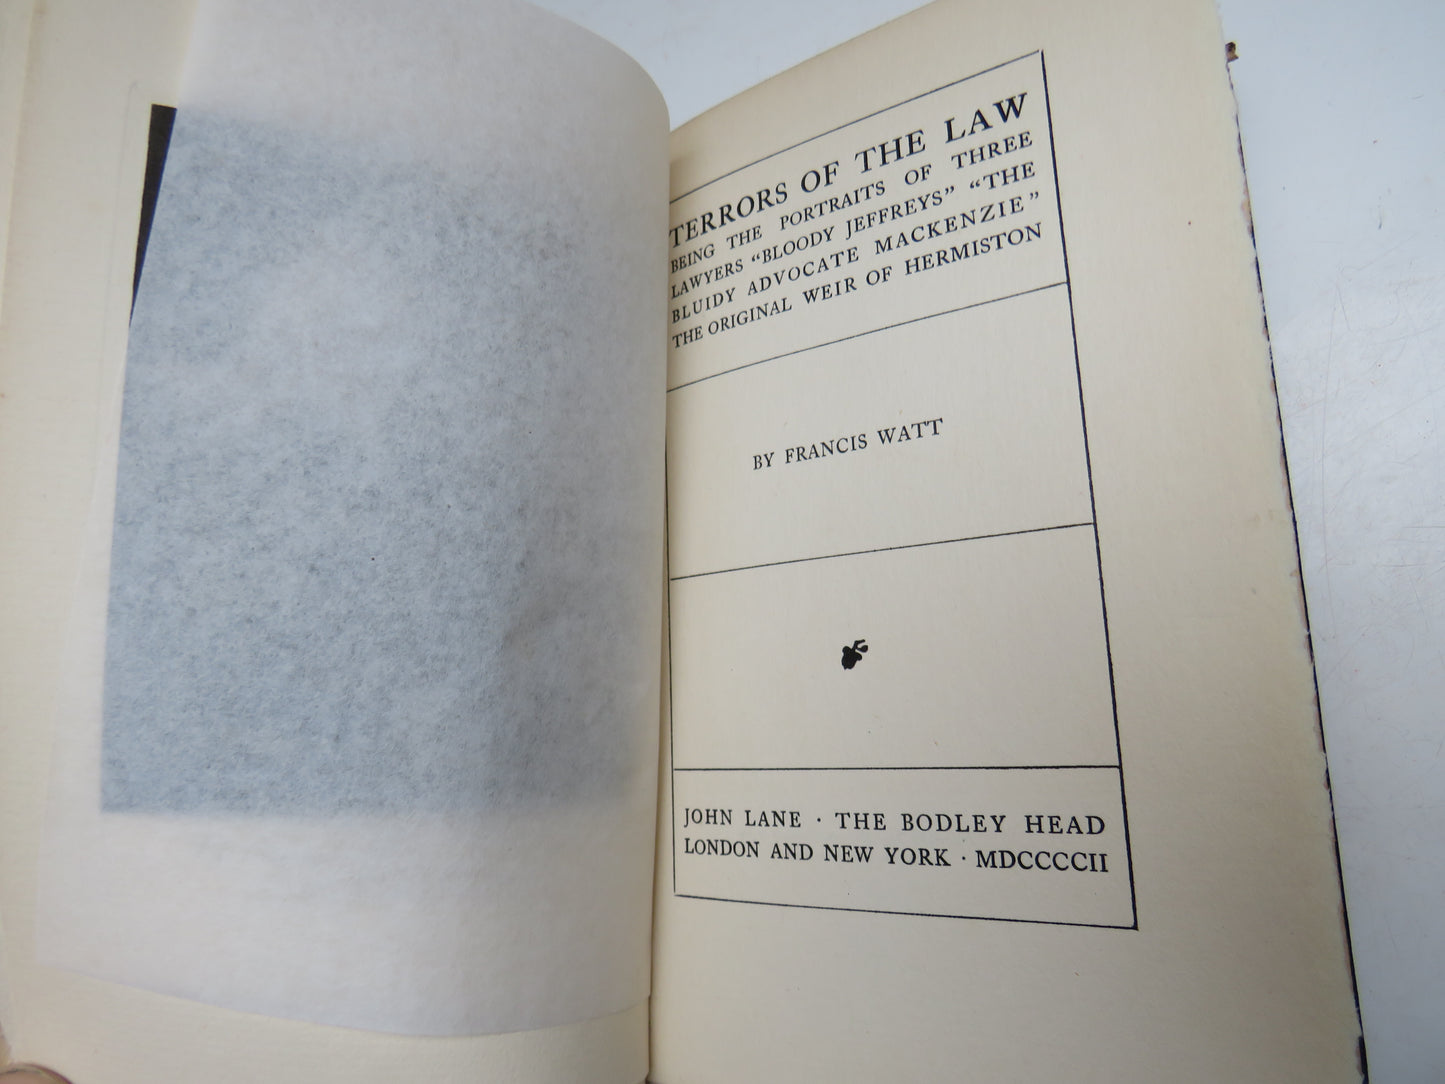 TERRORS OF THE LAW
BEING THE PORTRAITS OF THREE
LAWYERS “BLOODY JEFFREYS” “THE
BLUIDY ADVOCATE MACKENZIE”
THE ORIGINAL WEIR OF HERMISTON
BY FRANCIS WATT
JOHN LANE · THE BODLEY HEAD
LONDON AND NEW YORK · MDCCCCII